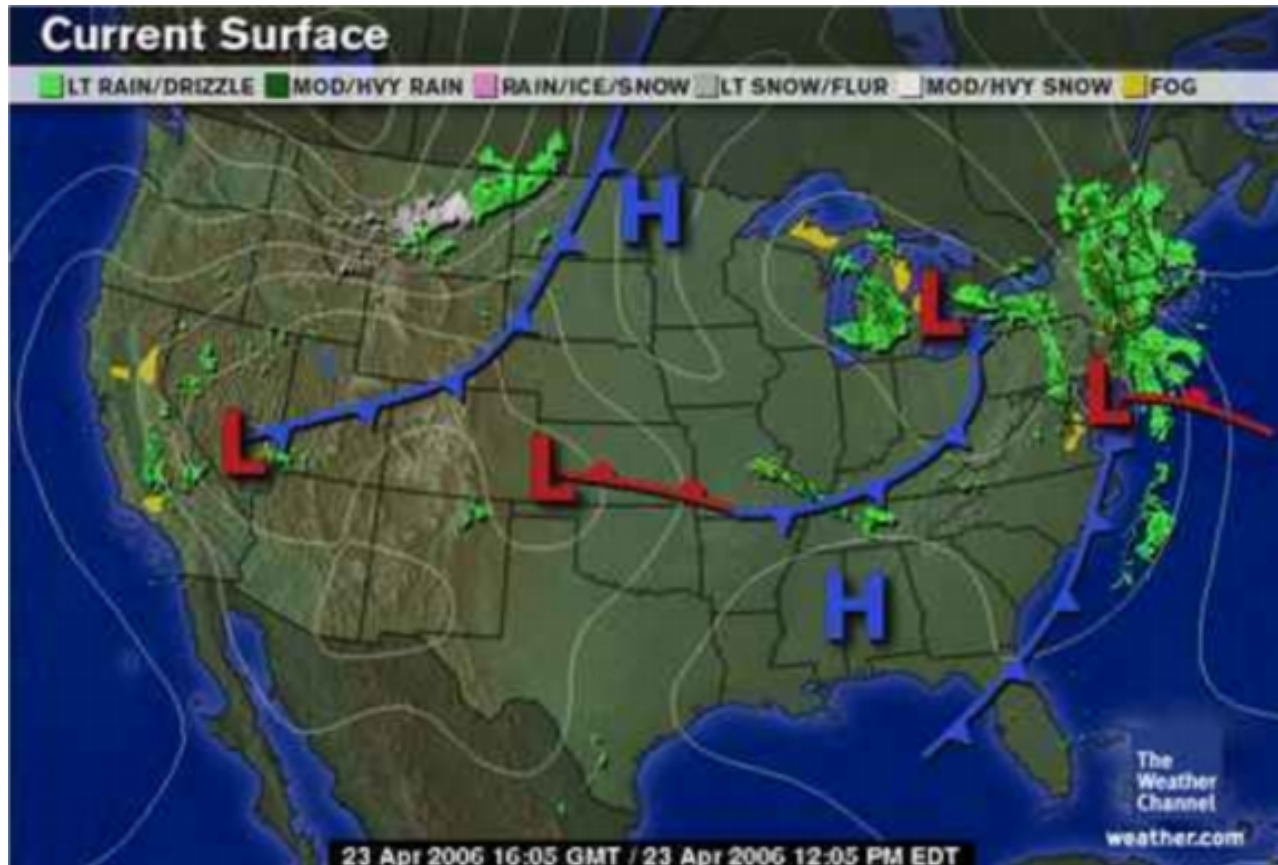 Current Surface
LT RAIN/DRIZZLE MOD/HVY RAIN RAIN/ICE/SNOW LT SNOW/FLUR MOD/HVY SNOW FOG
H
L
L
L
L
H
The
Weather
Channel
weather.com
23 Apr 2006 16:05 GMT / 23 Apr 2006 12:05 PM EDT